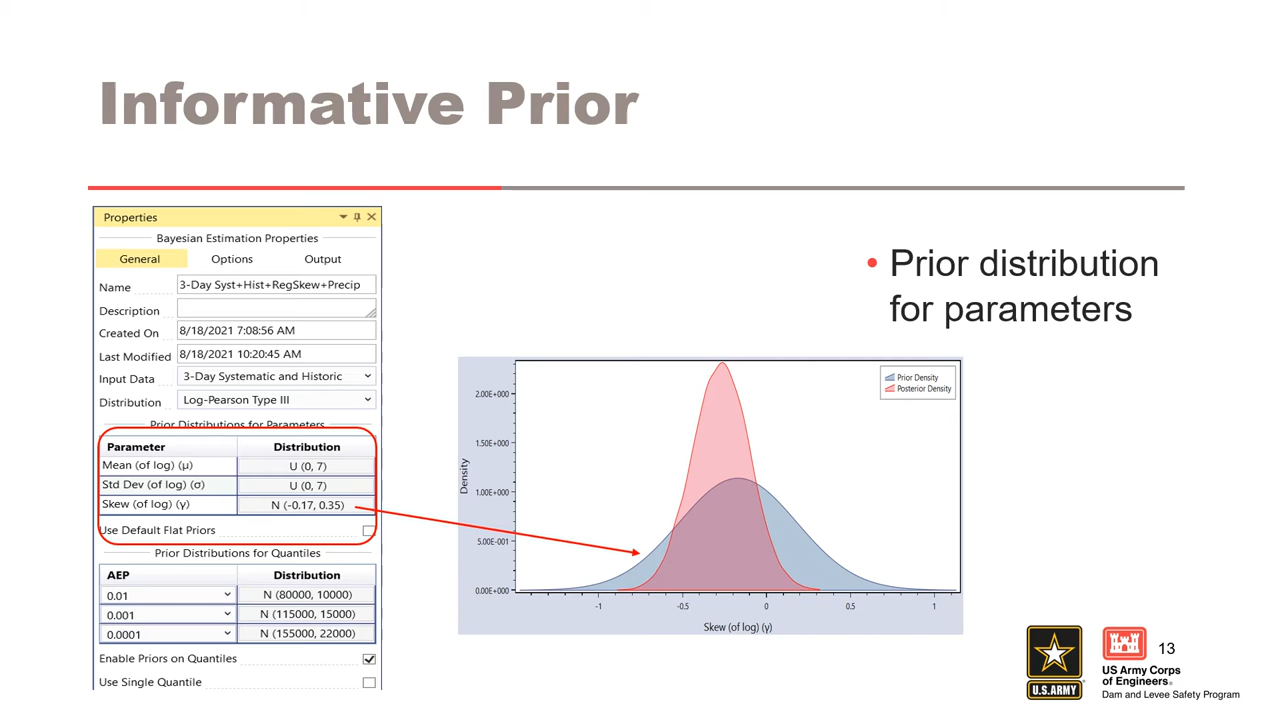 Informative Prior
Properties
Bayesian Estimation Properties
General Options Output
Name 3-Day Syst+Hist+RegSkew+Precip
Description
Created On 8/18/2021 7:08:56 AM
Last Modified 8/18/2021 10:20:45 AM
Input Data 3-Day Systematic and Historic
Distribution Log-Pearson Type III
Prior Distributions for Parameters
Parameter Distribution
Mean (of log) (μ) U (0, 7)
Std Dev (of log) (σ) U (0, 7)
Skew (of log) (γ) N (-0.17, 0.35)
Use Default Flat Priors
Prior Distributions for Quantiles
AEP Distribution
0.01 N (80000, 10000)
0.001 N (115000, 15000)
0.0001 N (155000, 22000)
Enable Priors on Quantiles
Use Single Quantile
• Prior distribution
for parameters
Prior Density
Posterior Density
Density
2.00E+000
1.50E+000
1.00E+000
5.00E-001
0.00E+000
-1 -0.5 0 0.5 1
Skew (of log) (γ)
U.S.ARMY
US Army Corps
of Engineers®
Dam and Levee Safety Program
13